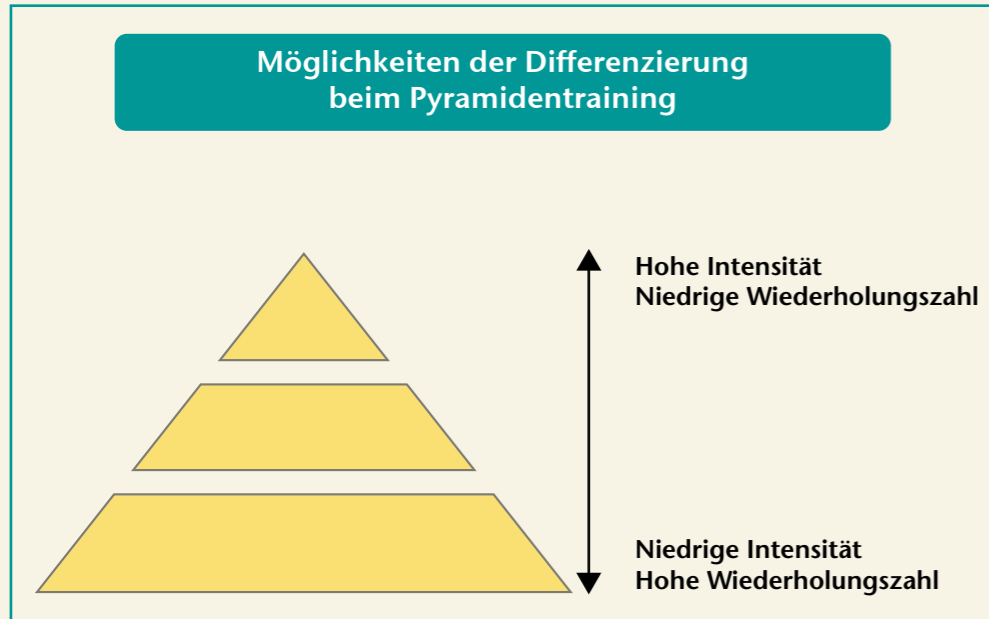 Möglichkeiten der Differenzierung
beim Pyramidentraining
Hohe Intensität
Niedrige Wiederholungszahl
Niedrige Intensität
Hohe Wiederholungszahl